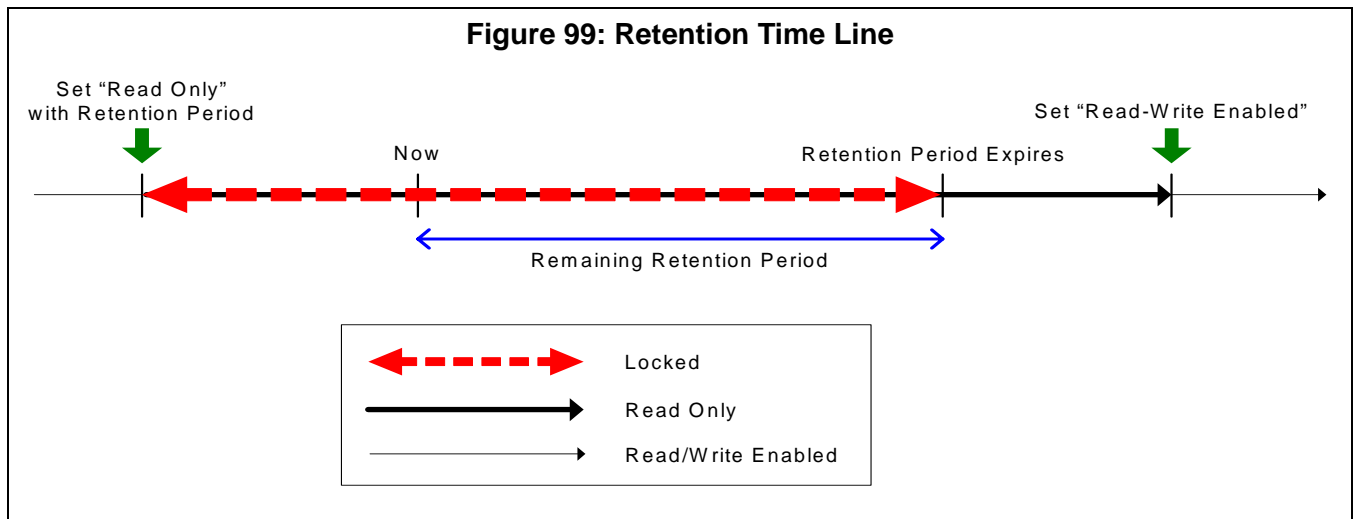 Figure 99: Retention Time Line
Set “Read Only”
with Retention Period
Set “Read-Write Enabled”
Now
Retention Period Expires
Remaining Retention Period
Locked
Read Only
Read/Write Enabled